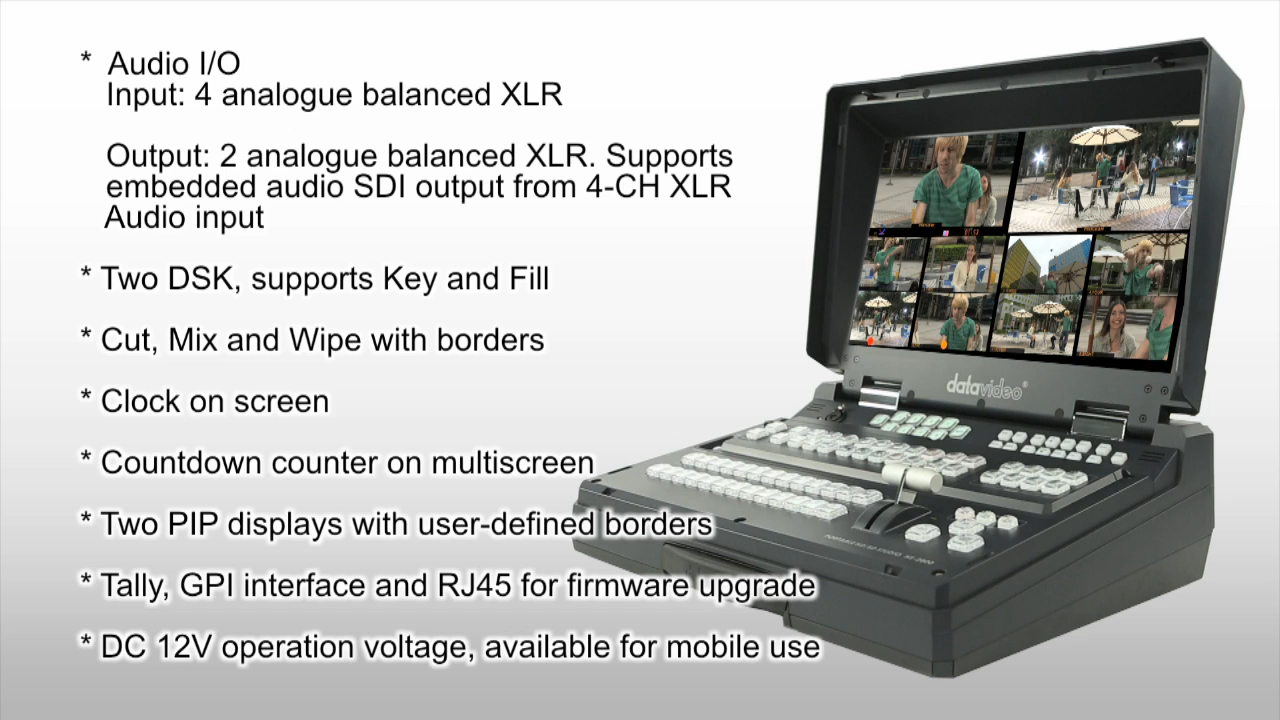 * Audio I/O
Input: 4 analogue balanced XLR
Output: 2 analogue balanced XLR. Supports
embedded audio SDI output from 4-CH XLR
Audio input
* Two DSK, supports Key and Fill
* Cut, Mix and Wipe with borders
* Clock on screen
* Countdown counter on multiscreen
* Two PIP displays with user-defined borders
* Tally, GPI interface and RJ45 for firmware upgrade
* DC 12V operation voltage, available for mobile use
datavideo®